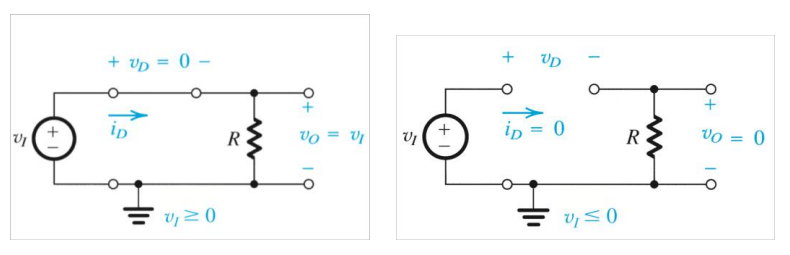 + v_D = 0 −
i_D
v_I
+
−
R
+
v_O = v_I
−
v_I ≥ 0
+ v_D −
i_D = 0
v_I
+
−
R
+
v_O = 0
−
v_I ≤ 0